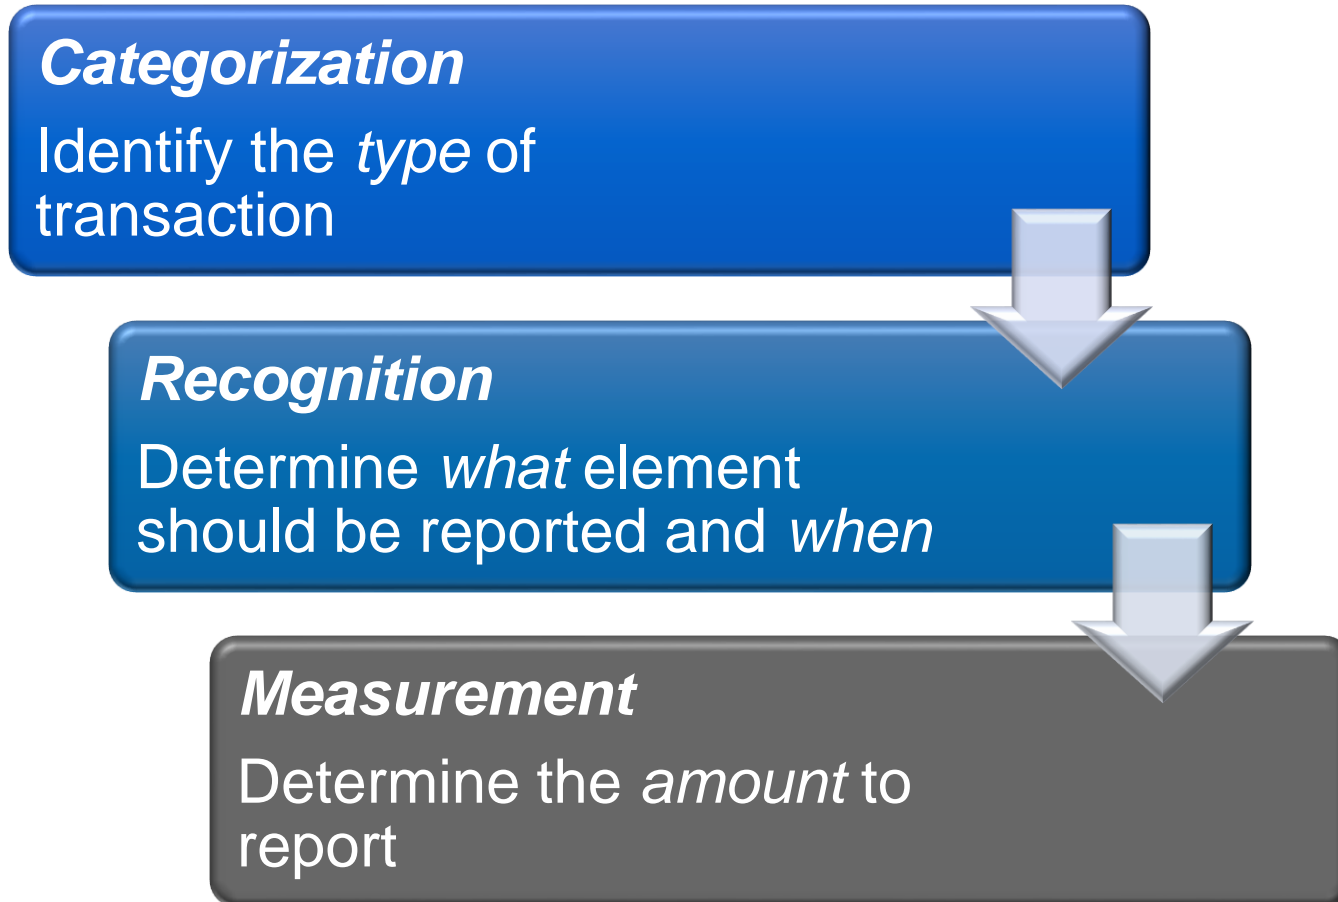 Categorization
Identify the type of
transaction
Recognition
Determine what element
should be reported and when
Measurement
Determine the amount to
report